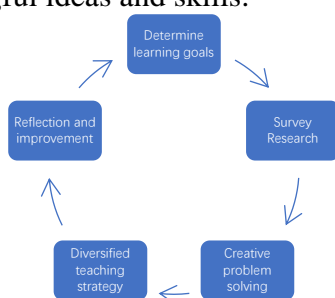 ful ideas and skills.
Determine
learning goals
Survey
Research
Creative
problem
solving
Diversified
teaching
strategy
Reflection and
improvement